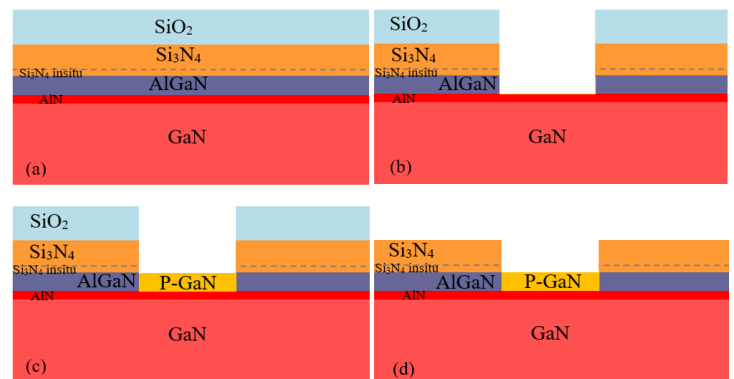 SiO₂
Si₃N₄
Si₃N₄ insitu
AlGaN
AlN
GaN
(a)
SiO₂
Si₃N₄
Si₃N₄ insitu
AlGaN
AlN
GaN
(b)
SiO₂
Si₃N₄
Si₃N₄ insitu
AlGaN P-GaN
AlN
GaN
(c)
Si₃N₄
Si₃N₄ insitu
AlGaN P-GaN
AlN
GaN
(d)